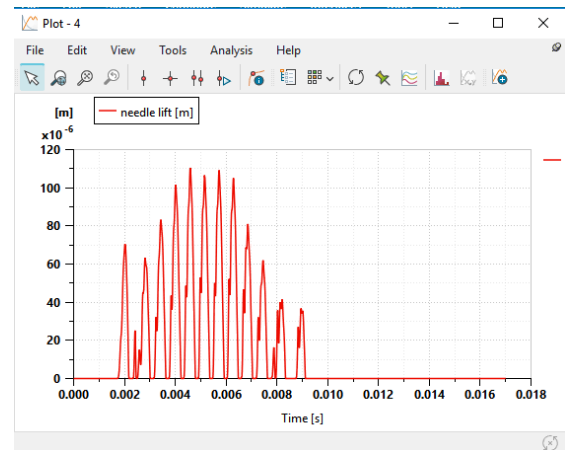 Plot - 4
File Edit View Tools Analysis Help
[m]
needle lift [m]
x10 -6
120
100
80
60
40
20
0
0.000 0.002 0.004 0.006 0.008 0.010 0.012 0.014 0.016 0.018
Time [s]